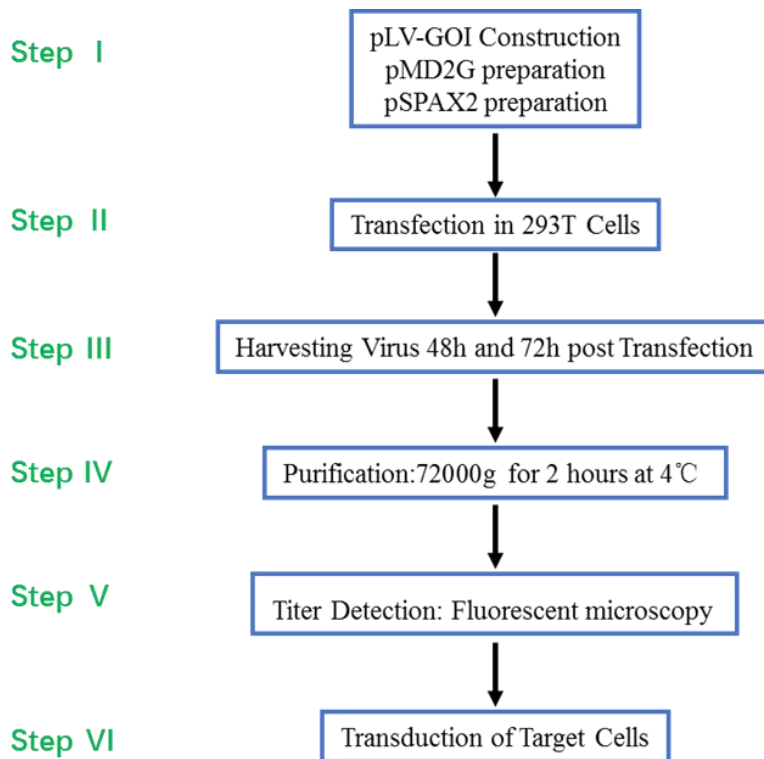 Step I
pLV-GOI Construction
pMD2G preparation
pSPAX2 preparation
Step II
Transfection in 293T Cells
Step III
Harvesting Virus 48h and 72h post Transfection
Step IV
Purification:72000g for 2 hours at 4℃
Step V
Titer Detection: Fluorescent microscopy
Step VI
Transduction of Target Cells